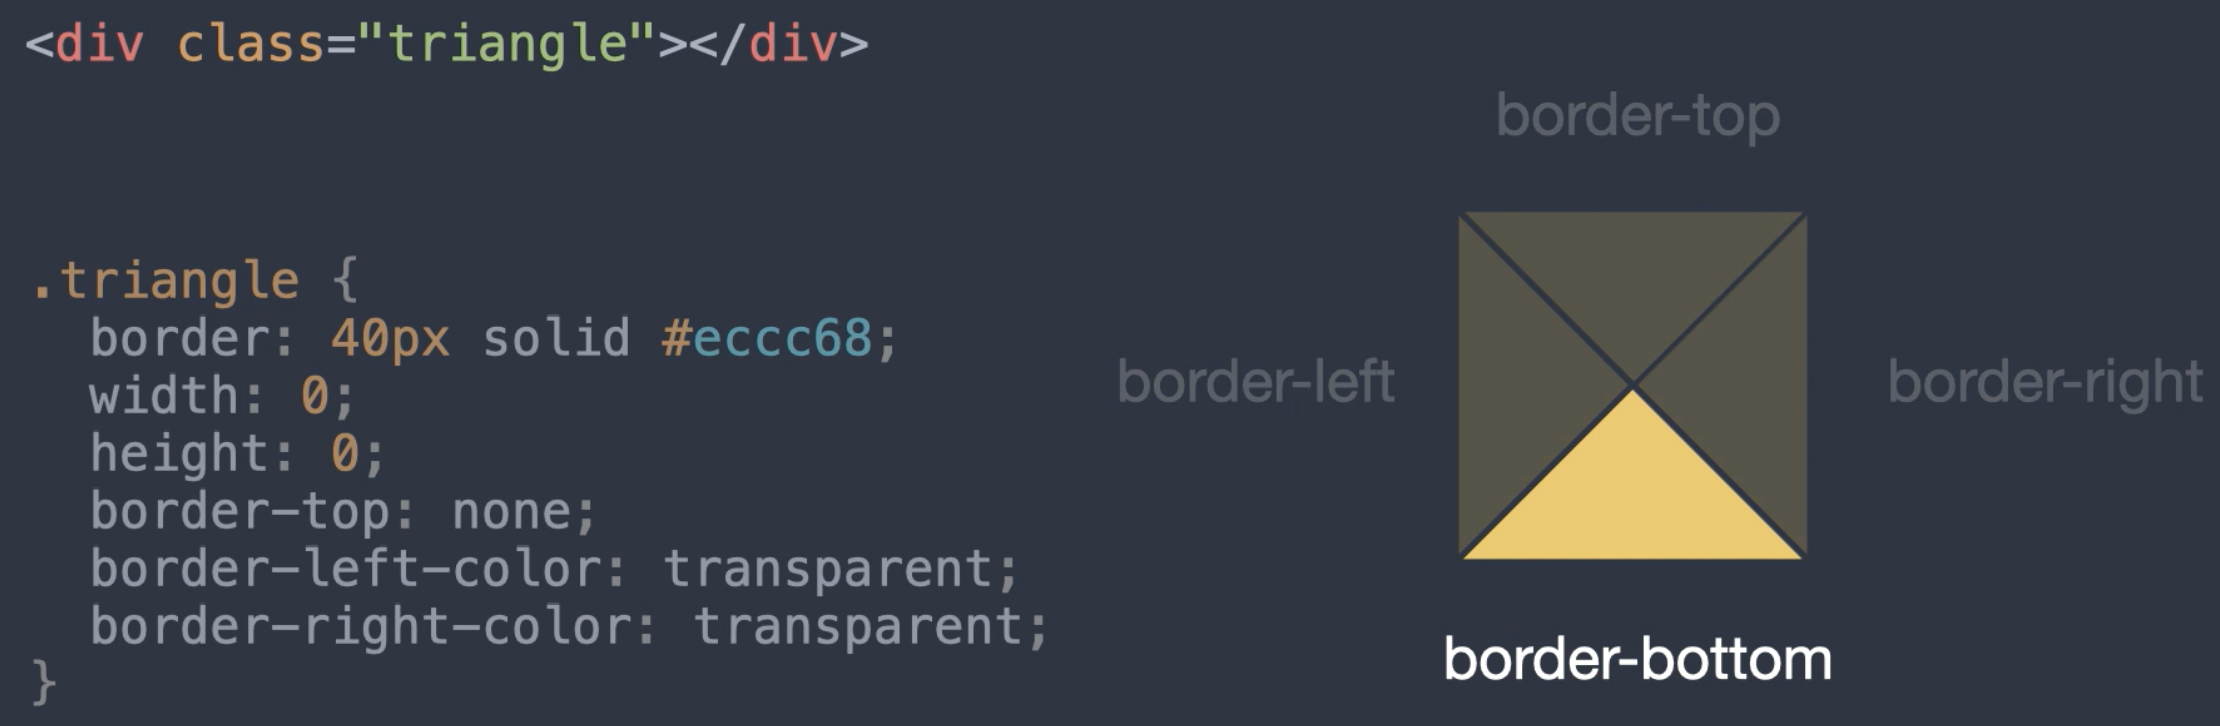 <div class="triangle"></div>
.triangle {
  border: 40px solid #eccc68;
  width: 0;
  height: 0;
  border-top: none;
  border-left-color: transparent;
  border-right-color: transparent;
}
border-top
border-left
border-right
border-bottom